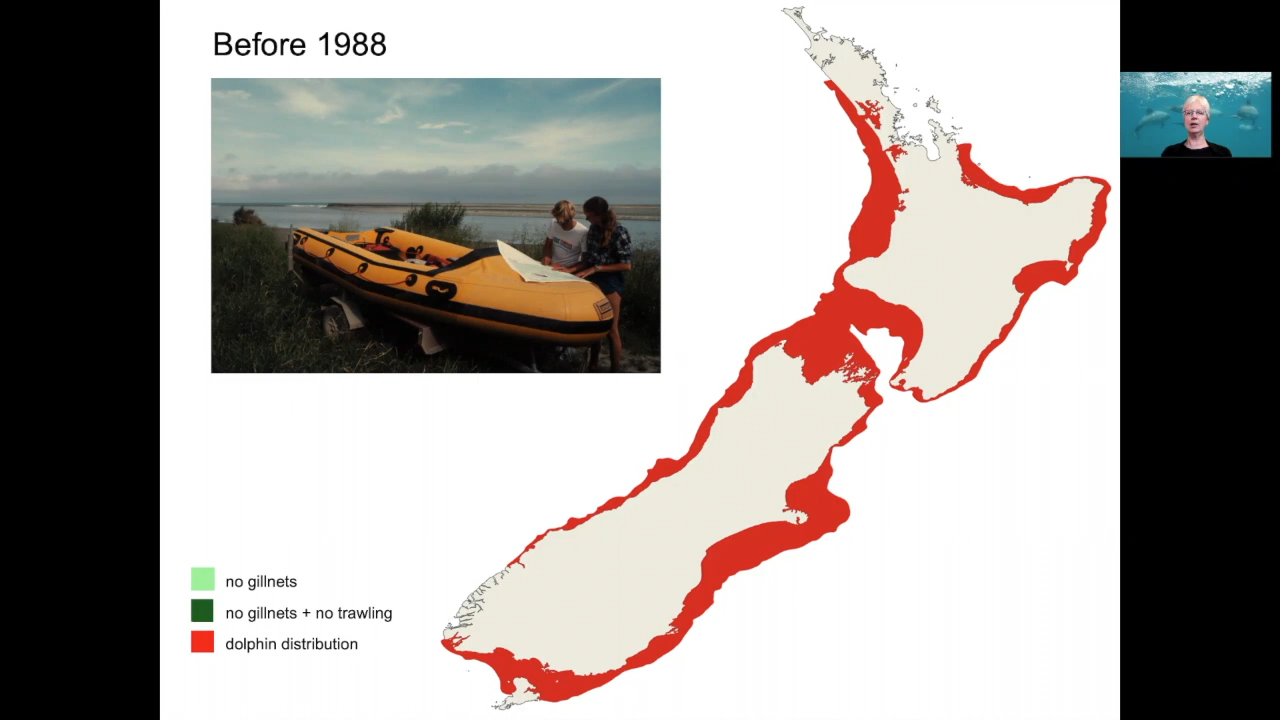 Before 1988
no gillnets
no gillnets + no trawling
dolphin distribution